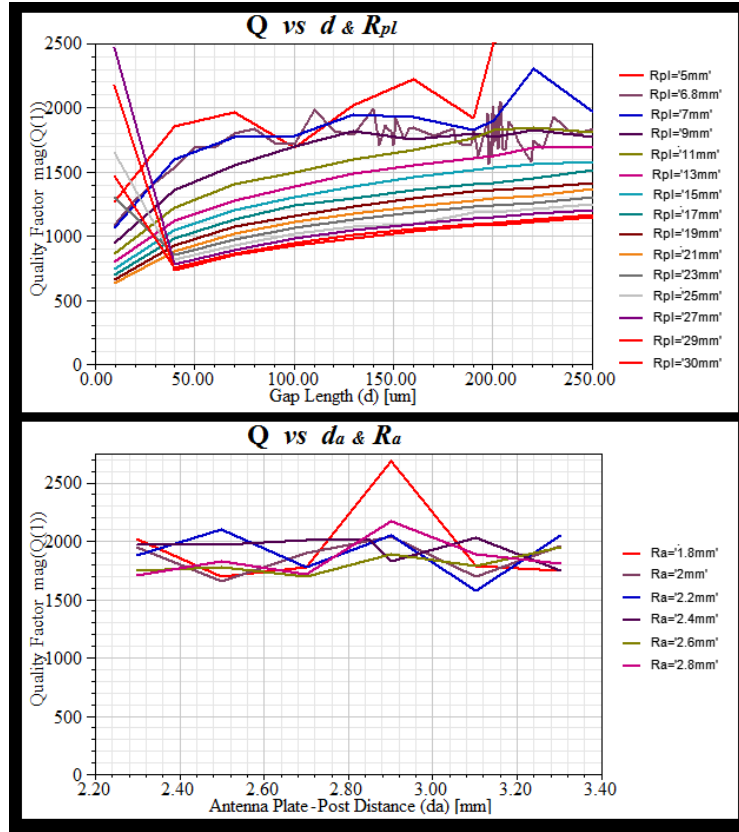 Q vs d & Rpl
2500
2000
1500
1000
500
0
Quality Factor mag(Q(1))
0.00 50.00 100.00 150.00 200.00 250.00
Gap Length (d) [um]
Rpl='5mm'
Rpl='6.8mm'
Rpl='7mm'
Rpl='9mm'
Rpl='11mm'
Rpl='13mm'
Rpl='15mm'
Rpl='17mm'
Rpl='19mm'
Rpl='21mm'
Rpl='23mm'
Rpl='25mm'
Rpl='27mm'
Rpl='29mm'
Rpl='30mm'
Q vs da & Ra
2500
2000
1500
1000
500
0
Quality Factor mag(Q(1))
2.20 2.40 2.60 2.80 3.00 3.20 3.40
Antenna Plate-Post Distance (da) [mm]
Ra='1.8mm'
Ra='2mm'
Ra='2.2mm'
Ra='2.4mm'
Ra='2.6mm'
Ra='2.8mm'